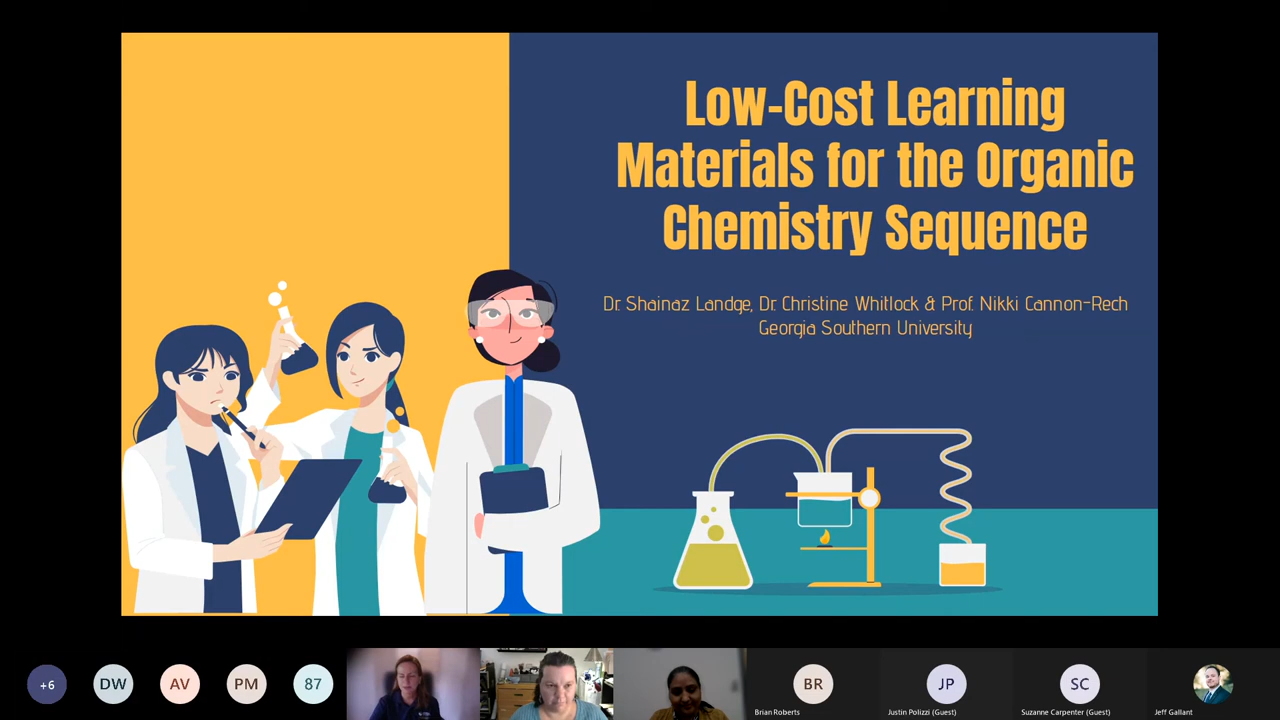 Low-Cost Learning
Materials for the Organic
Chemistry Sequence
Dr. Shainaz Landge, Dr. Christine Whitlock & Prof. Nikki Cannon-Rech
Georgia Southern University
+6
DW
AV
PM
87
BR
JP
SC
Brian Roberts
Justin Polizzi (Guest)
Suzanne Carpenter (Guest)
Jeff Gallant